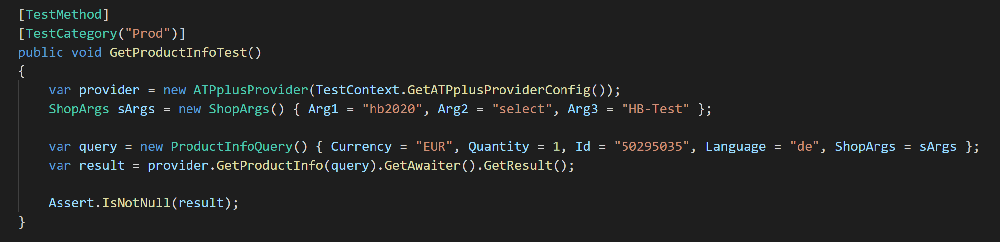 [TestMethod]
[TestCategory("Prod")]
public void GetProductInfoTest()
{
    var provider = new ATPplusProvider(TestContext.GetATPplusProviderConfig());
    ShopArgs sArgs = new ShopArgs() { Arg1 = "hb2020", Arg2 = "select", Arg3 = "HB-Test" };

    var query = new ProductInfoQuery() { Currency = "EUR", Quantity = 1, Id = "50295035", Language = "de", ShopArgs = sArgs };
    var result = provider.GetProductInfo(query).GetAwaiter().GetResult();

    Assert.IsNotNull(result);
}